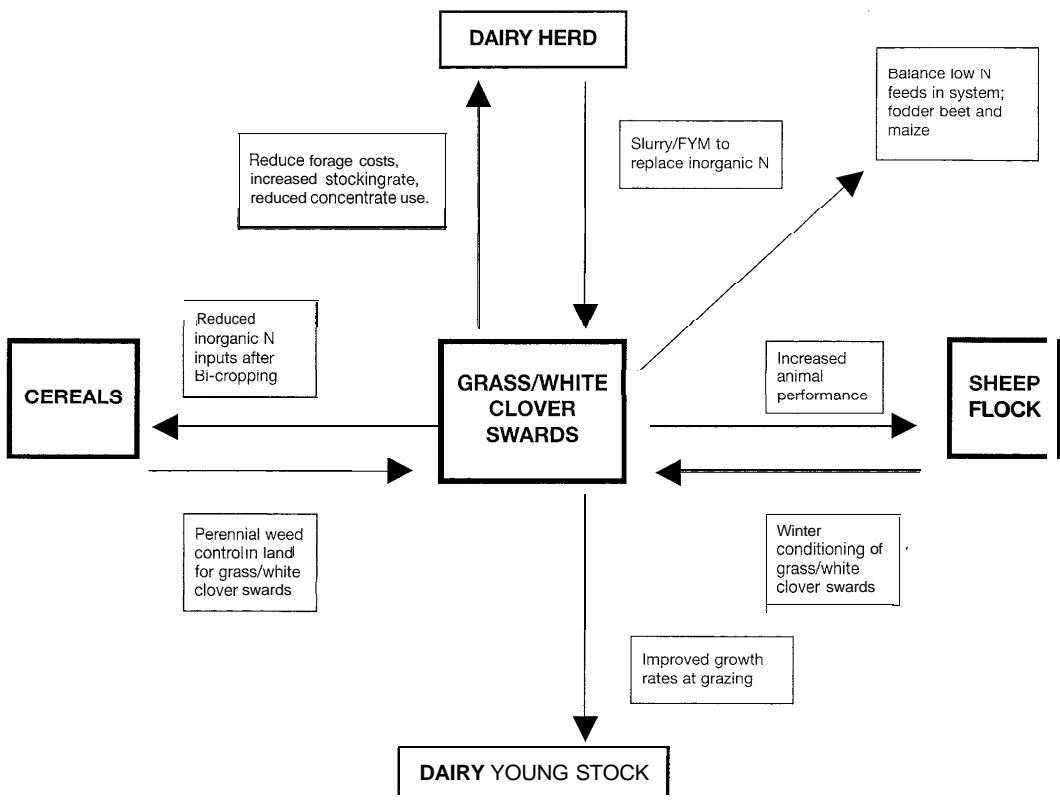 DAIRY HERD
Balance low N
feeds in system;
fodder beet and
maize
Slurry/FYM to
replace inorganic N
Reduce forage costs,
increased stockingrate,
reduced concentrate use.
Reduced
inorganic N
inputs after
Bi-cropping
Increased
animal
performance
CEREALS
GRASS/WHITE
CLOVER
SWARDS
SHEEP
FLOCK
Perennial weed
controlin land
for grass/white
clover swards
Winter
conditioning of
grass/white
clover swards
Improved growth
rates at grazing
DAIRY YOUNG STOCK